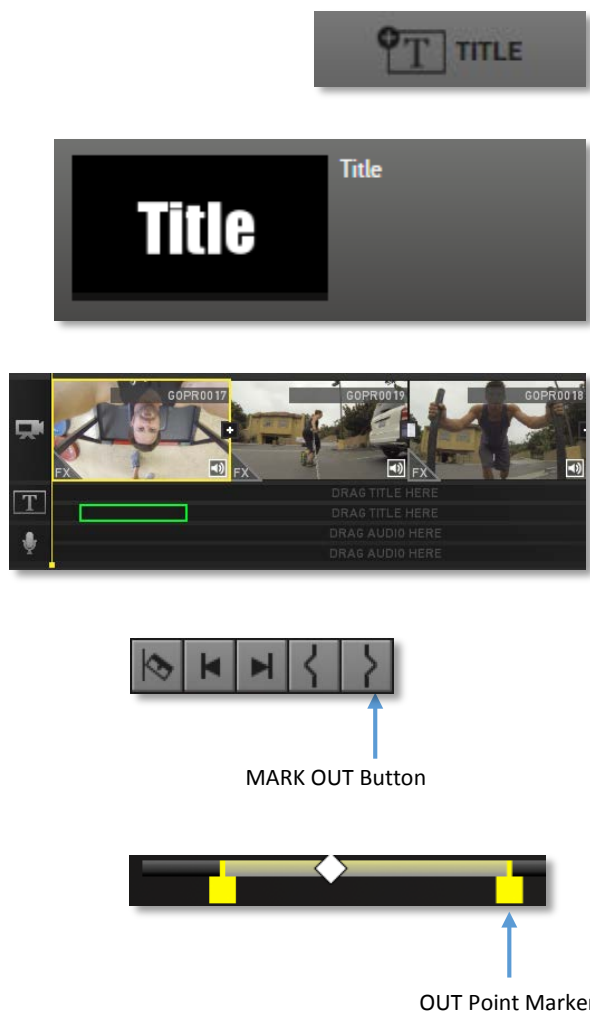 T TITLE
Title
Title
GOPR0017 GOPR0019 GOPR0018
FX FX FX
T
DRAG TITLE HERE
DRAG TITLE HERE
DRAG AUDIO HERE
DRAG AUDIO HERE
MARK OUT Button
OUT Point Marker